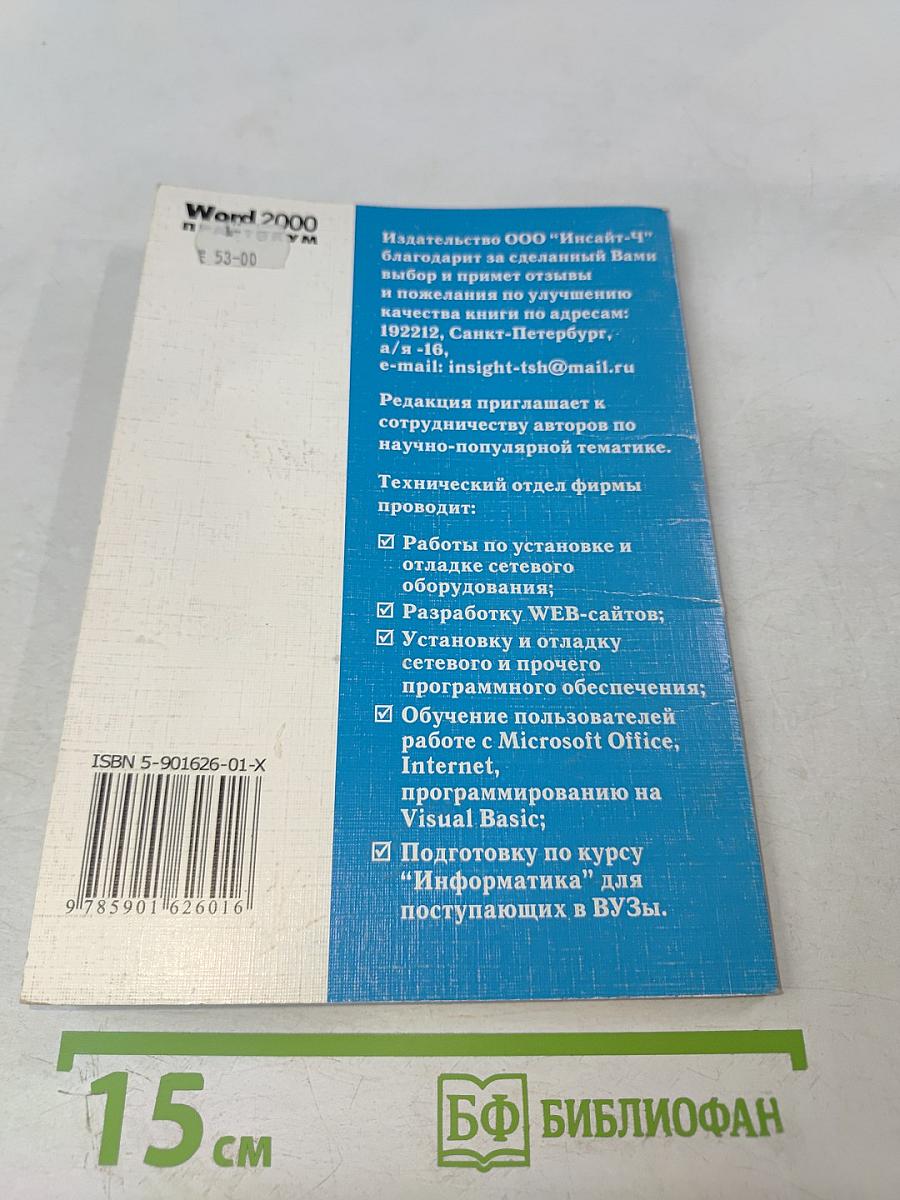 Word 2000
ПРАКТИКУМ
53-00
Издательство ООО "Инсайт-Ч"
благодарит за сделанный Вами
выбор и примет отзывы
и пожелания по улучшению
качества книги по адресам:
192212, Санкт-Петербург,
а/я -16,
e-mail: insight-tsh@mail.ru
Редакция приглашает к
сотрудничеству авторов по
научно-популярной тематике.
Технический отдел фирмы
проводит:
Работы по установке и
отладке сетевого
оборудования;
Разработку WEB-сайтов;
Установку и отладку
сетевого и прочего
программного обеспечения;
Обучение пользователей
работе с Microsoft Office,
Internet,
программированию на
Visual Basic;
Подготовку по курсу
"Информатика" для
поступающих в ВУЗы.
ISBN 5-901626-01-X
9 785901 626016
15 см
БФ БИБЛИОФАН